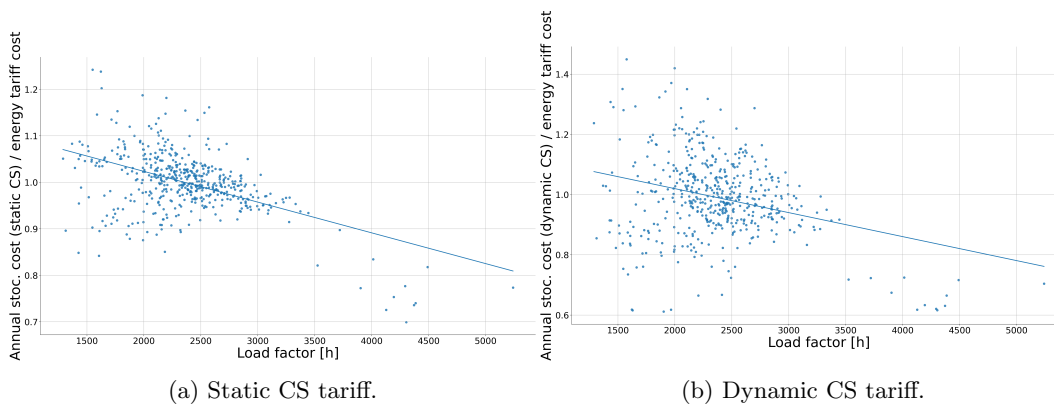 Annual stoc. cost (static CS) / energy tariff cost
1.2
1.1
1.0
0.9
0.8
0.7
1500 2000 2500 3000 3500 4000 4500 5000
Load factor [h]
(a) Static CS tariff.
Annual stoc. cost (dynamic CS) / energy tariff cost
1.4
1.2
1.0
0.8
0.6
1500 2000 2500 3000 3500 4000 4500 5000
Load factor [h]
(b) Dynamic CS tariff.